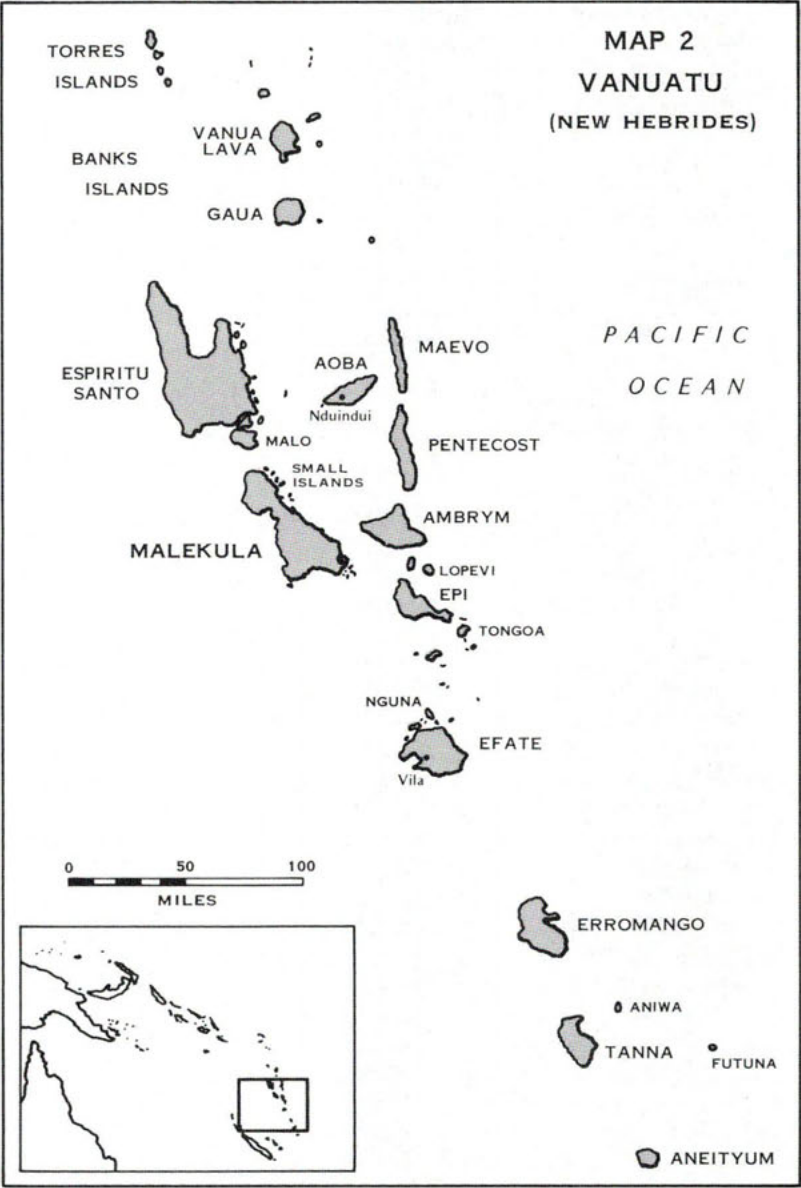 MAP 2
VANUATU
(NEW HEBRIDES)
TORRES
ISLANDS
VANUA
LAVA
BANKS
ISLANDS
GAUA
PACIFIC
OCEAN
MAEVO
AOBA
ESPIRITU
SANTO
Nduindui
MALO
PENTECOST
SMALL
ISLANDS
AMBRYM
MALEKULA
LOPEVI
EPI
TONGOA
NGUNA
EFATE
Vila
0 50 100
MILES
ERROMANGO
ANIWA
TANNA
FUTUNA
ANEITYUM